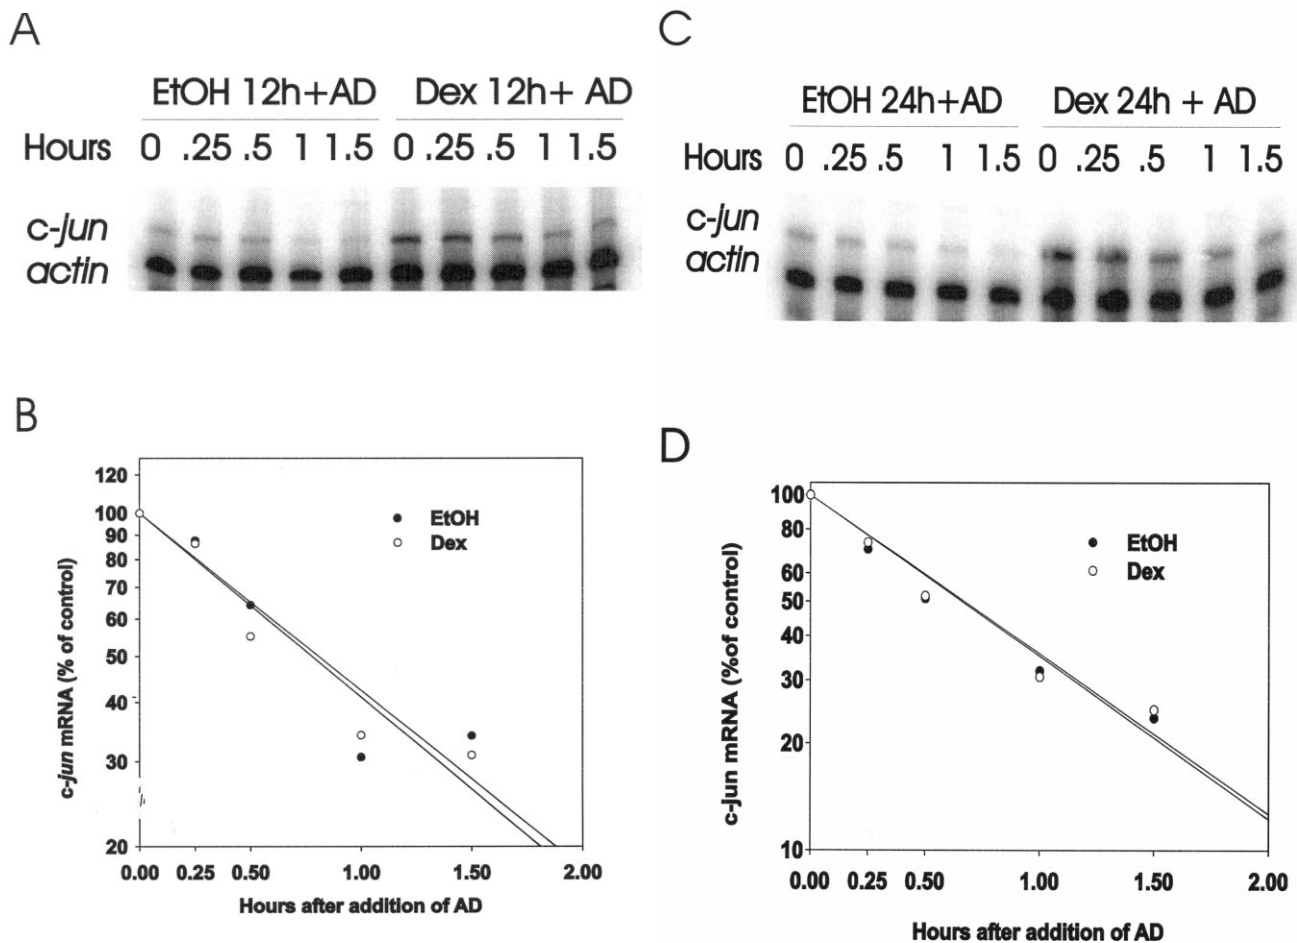 A
EtOH 12h+AD Dex 12h+ AD
Hours 0 .25 .5 1 1.5 0 .25 .5 1 1.5
c-jun
actin
C
EtOH 24h+AD Dex 24h + AD
Hours 0 .25 .5 1 1.5 0 .25 .5 1 1.5
c-jun
actin
B
120
100
90
80
70
60
50
40
30
20
c-jun mRNA (% of control)
EtOH
Dex
0.00 0.25 0.50 1.00 1.50 2.00
Hours after addition of AD
D
100
80
60
50
40
30
20
10
c-jun mRNA (%of control)
EtOH
Dex
0.00 0.25 0.50 1.00 1.50 2.00
Hours after addition of AD